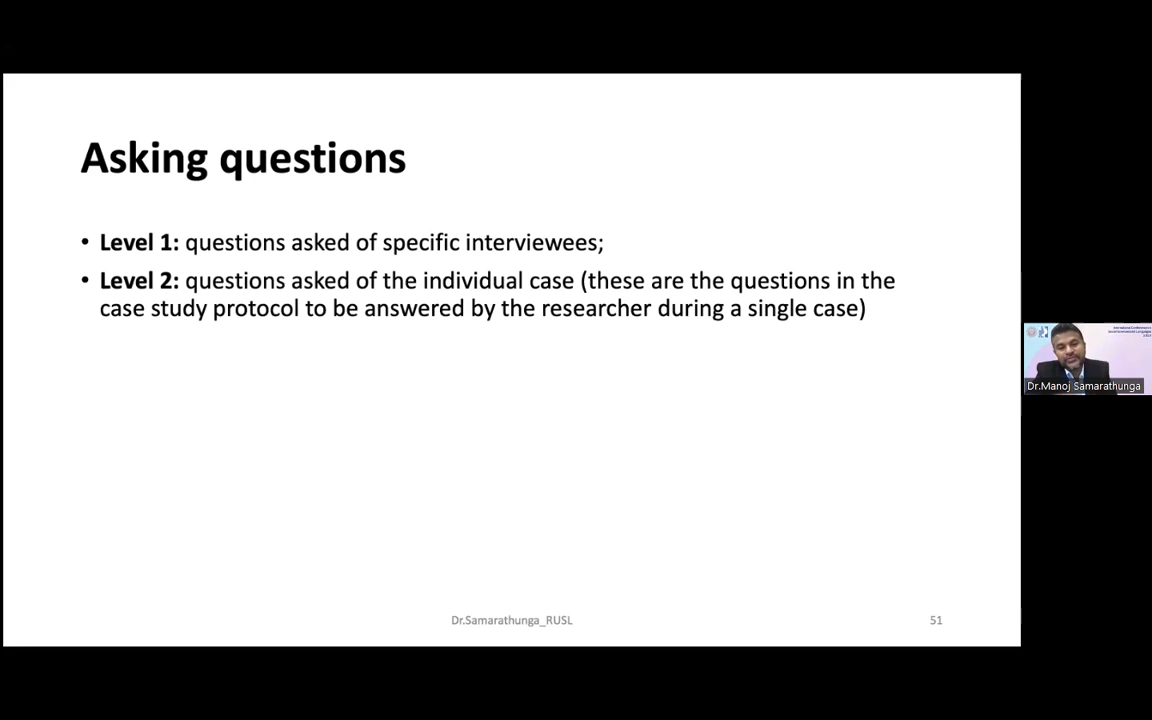 Asking questions
• Level 1: questions asked of specific interviewees;
• Level 2: questions asked of the individual case (these are the questions in the
case study protocol to be answered by the researcher during a single case)
Dr.Samarathunga_RUSL
51
Dr.Manoj Samarathunga